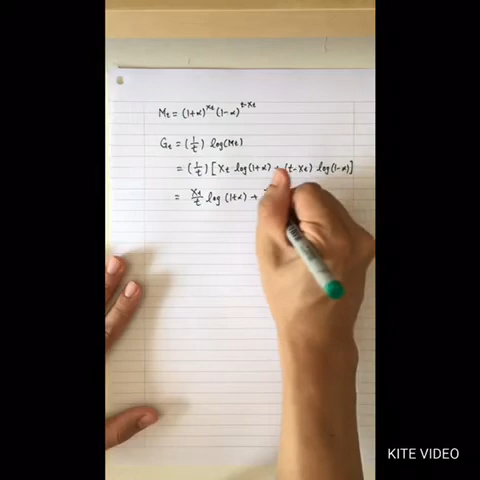 Mt = (1+α)^Xt (1-α)^t-Xt
Gt = (1/t) log(Mt)
= (1/t) [Xt log(1+α) + (t-Xt) log(1-α)]
= Xt/t log (1+α) +
KITE VIDEO